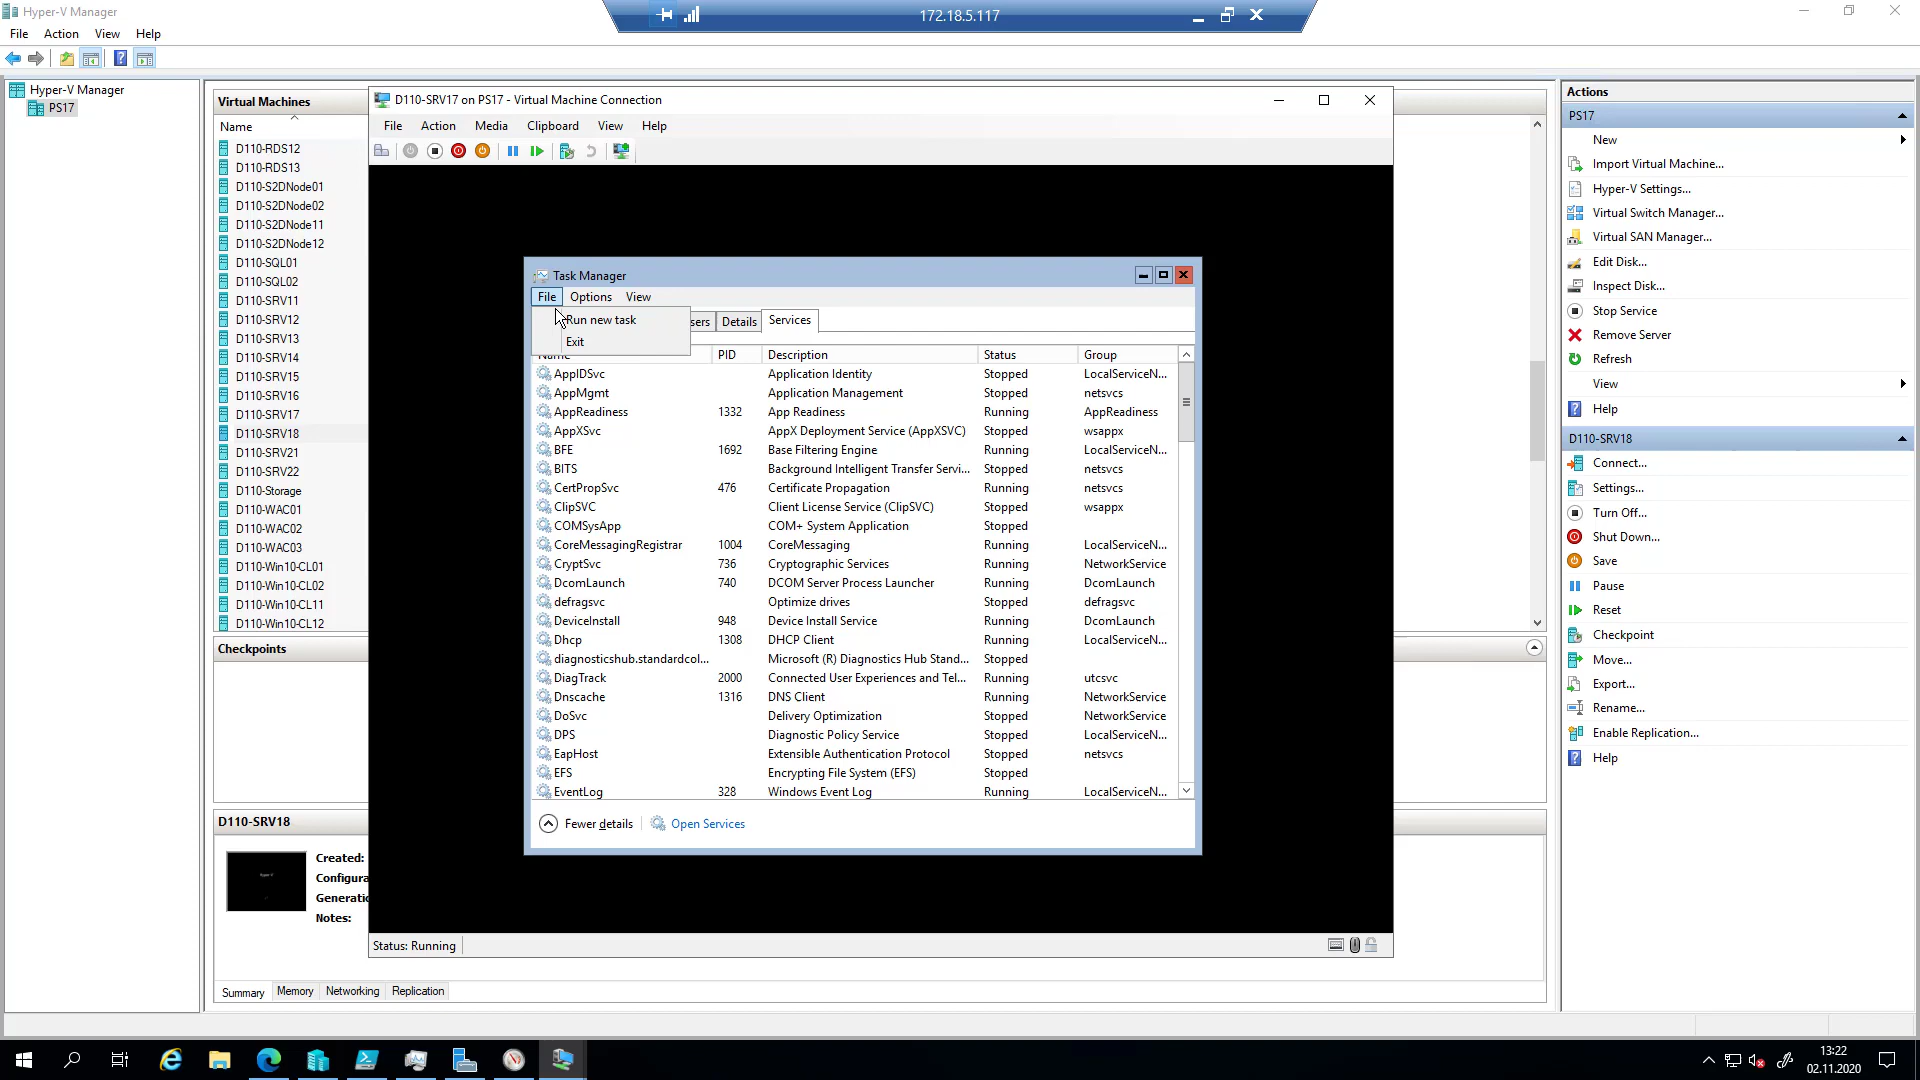 Hyper-V Manager
172.18.5.117
File Action View Help
Hyper-V Manager
PS17
Virtual Machines
Name
D110-RDS12
D110-RDS13
D110-S2DNode01
D110-S2DNode02
D110-S2DNode11
D110-S2DNode12
D110-SQL01
D110-SQL02
D110-SRV11
D110-SRV12
D110-SRV13
D110-SRV14
D110-SRV15
D110-SRV16
D110-SRV17
D110-SRV18
D110-SRV21
D110-SRV22
D110-Storage
D110-WAC01
D110-WAC02
D110-WAC03
D110-Win10-CL01
D110-Win10-CL02
D110-Win10-CL11
D110-Win10-CL12
Checkpoints
D110-SRV18
Created:
Configura
Generatio
Notes:
Summary Memory Networking Replication
D110-SRV17 on PS17 - Virtual Machine Connection
File Action Media Clipboard View Help
Task Manager
File Options View
Run new task
Exit
sers Details Services
PID Description Status Group
AppIDSvc Application Identity Stopped LocalServiceN...
AppMgmt Application Management Stopped netsvcs
AppReadiness 1332 App Readiness Running AppReadiness
AppXSvc AppX Deployment Service (AppXSVC) Stopped wsappx
BFE 1692 Base Filtering Engine Running LocalServiceN...
BITS Background Intelligent Transfer Servi... Stopped netsvcs
CertPropSvc 476 Certificate Propagation Running netsvcs
ClipSVC Client License Service (ClipSVC) Stopped wsappx
COMSysApp COM+ System Application Stopped
CoreMessagingRegistrar 1004 CoreMessaging Running LocalServiceN...
CryptSvc 736 Cryptographic Services Running NetworkService
DcomLaunch 740 DCOM Server Process Launcher Running DcomLaunch
defragsvc Optimize drives Stopped defragsvc
DeviceInstall 948 Device Install Service Running DcomLaunch
Dhcp 1308 DHCP Client Running LocalServiceN...
diagnosticshub.standardcol... Microsoft (R) Diagnostics Hub Stand... Stopped
DiagTrack 2000 Connected User Experiences and Tel... Running utcsvc
Dnscache 1316 DNS Client Running NetworkService
DoSvc Delivery Optimization Stopped NetworkService
DPS Diagnostic Policy Service Stopped LocalServiceN...
EapHost Extensible Authentication Protocol Stopped netsvcs
EFS Encrypting File System (EFS) Stopped
EventLog 328 Windows Event Log Running LocalServiceN...
Fewer details Open Services
Status: Running
Actions
PS17
New
Import Virtual Machine...
Hyper-V Settings...
Virtual Switch Manager...
Virtual SAN Manager...
Edit Disk...
Inspect Disk...
Stop Service
Remove Server
Refresh
View
Help
D110-SRV18
Connect...
Settings...
Turn Off...
Shut Down...
Save
Pause
Reset
Checkpoint
Move...
Export...
Rename...
Enable Replication...
Help
13:22
02.11.2020